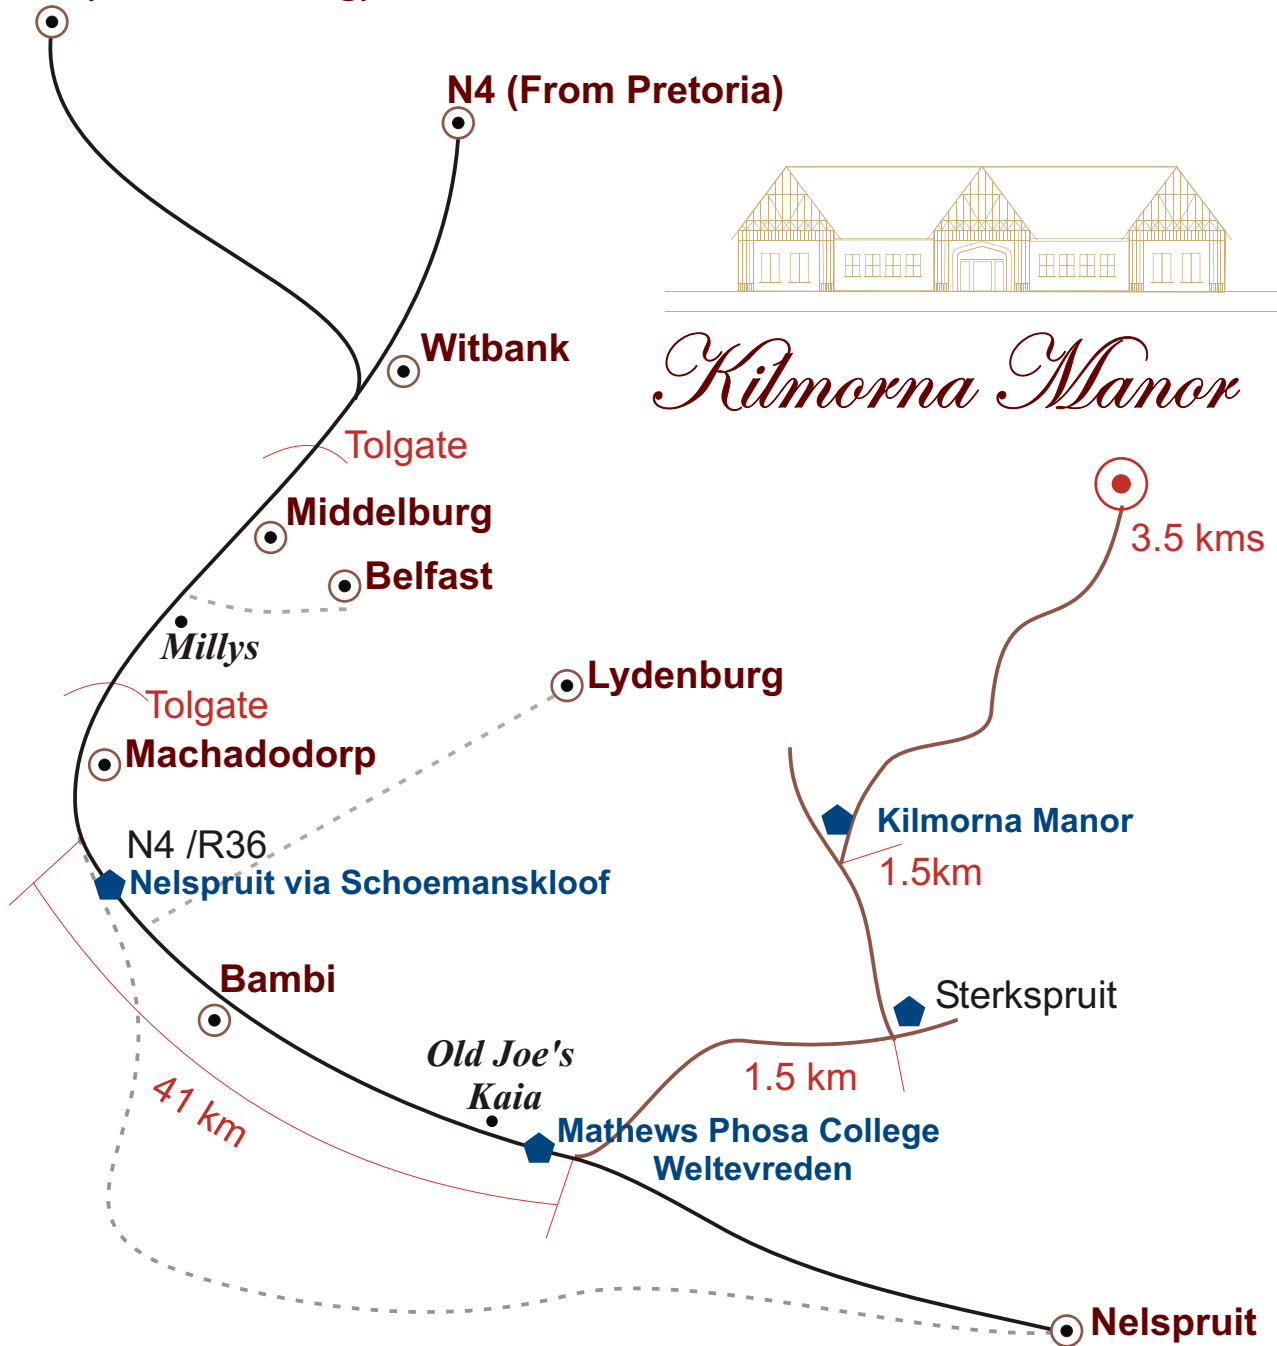 N4 (From Pretoria)
Witbank
Kilmorna Manor
Tolgate
Middelburg
3.5 kms
Belfast
Millys
Lydenburg
Tolgate
Machadodorp
Kilmorna Manor
N4 /R36
1.5km
Nelspruit via Schoemanskloof
Bambi
Sterkspruit
Old Joe's
Kaia
1.5 km
41 km
Mathews Phosa College
Weltevreden
Nelspruit